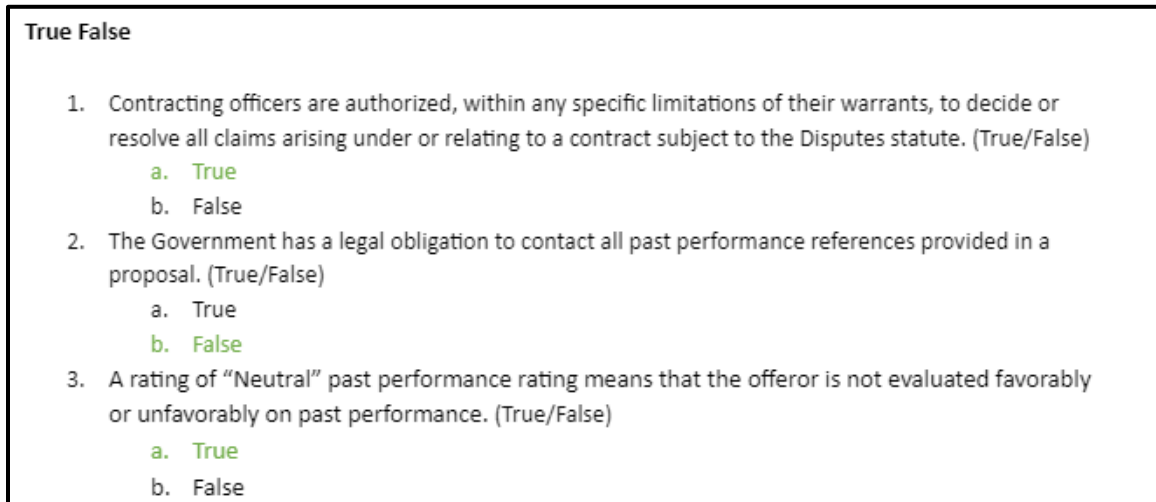 True False
1. Contracting officers are authorized, within any specific limitations of their warrants, to decide or
resolve all claims arising under or relating to a contract subject to the Disputes statute. (True/False)
a. True
b. False
2. The Government has a legal obligation to contact all past performance references provided in a
proposal. (True/False)
a. True
b. False
3. A rating of “Neutral” past performance rating means that the offeror is not evaluated favorably
or unfavorably on past performance. (True/False)
a. True
b. False